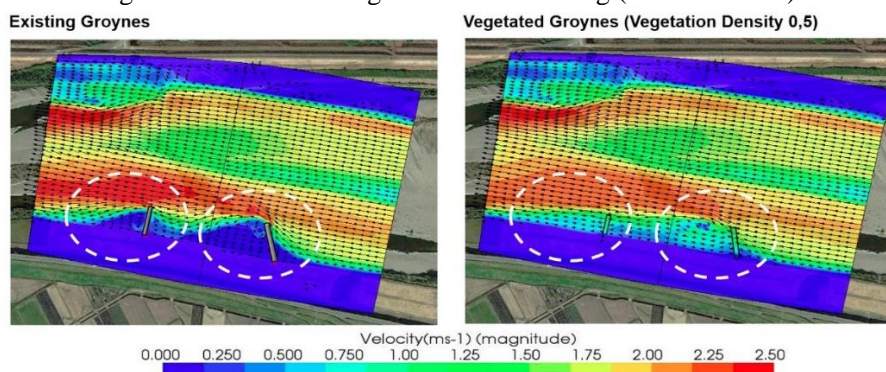 Existing Groynes
Vegetated Groynes (Vegetation Density 0,5)
Velocity(ms-1) (magnitude)
0.000 0.250 0.500 0.750 1.00 1.25 1.50 1.75 2.00 2.25 2.50